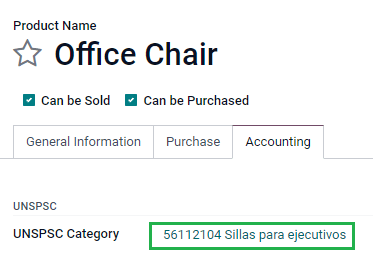 Product Name
Office Chair
Can be Sold Can be Purchased
General Information Purchase Accounting
UNSPSC
UNSPSC Category 56112104 Sillas para ejecutivos